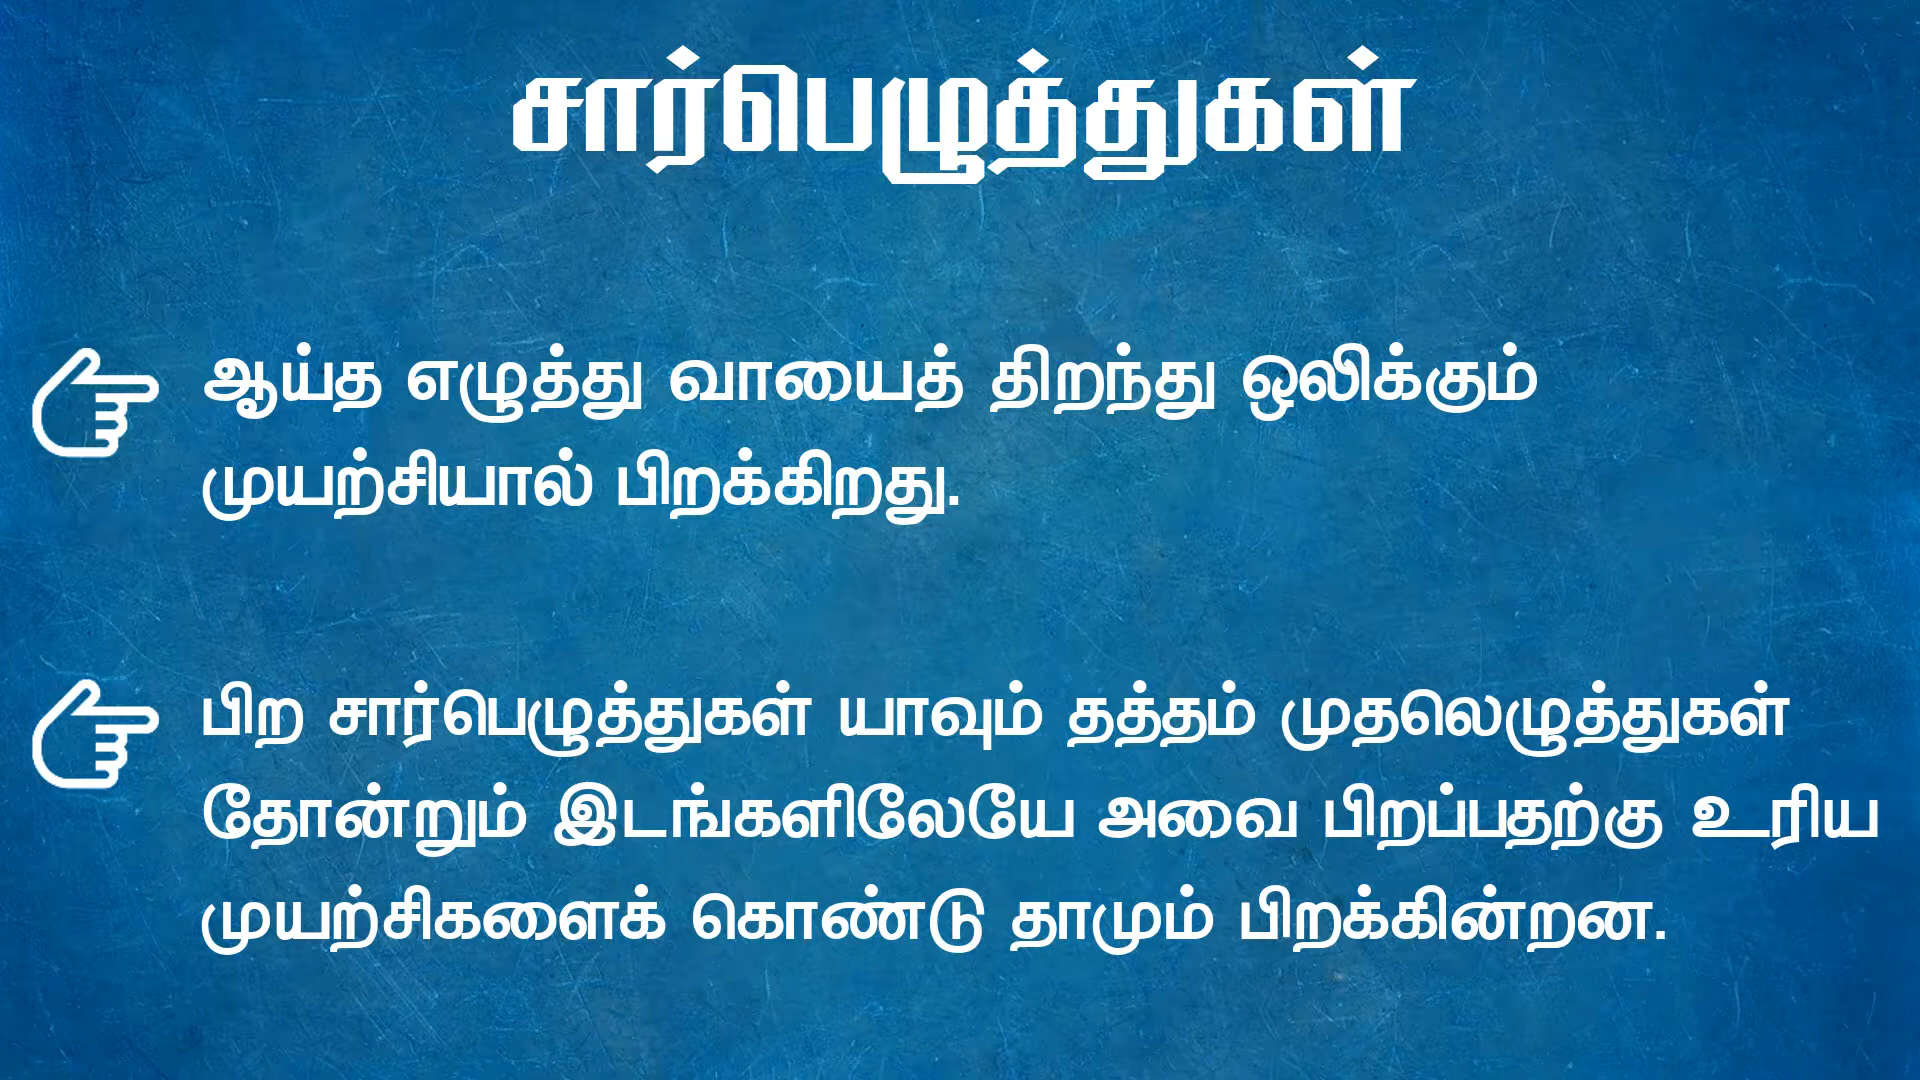 சார்பெழுத்துகள்
ஆய்த எழுத்து வாயைத் திறந்து ஒலிக்கும்
முயற்சியால் பிறக்கிறது.
பிற சார்பெழுத்துகள் யாவும் தத்தம் முதலெழுத்துகள்
தோன்றும் இடங்களிலேயே அவை பிறப்பதற்கு உரிய
முயற்சிகளைக் கொண்டு தாமும் பிறக்கின்றன.